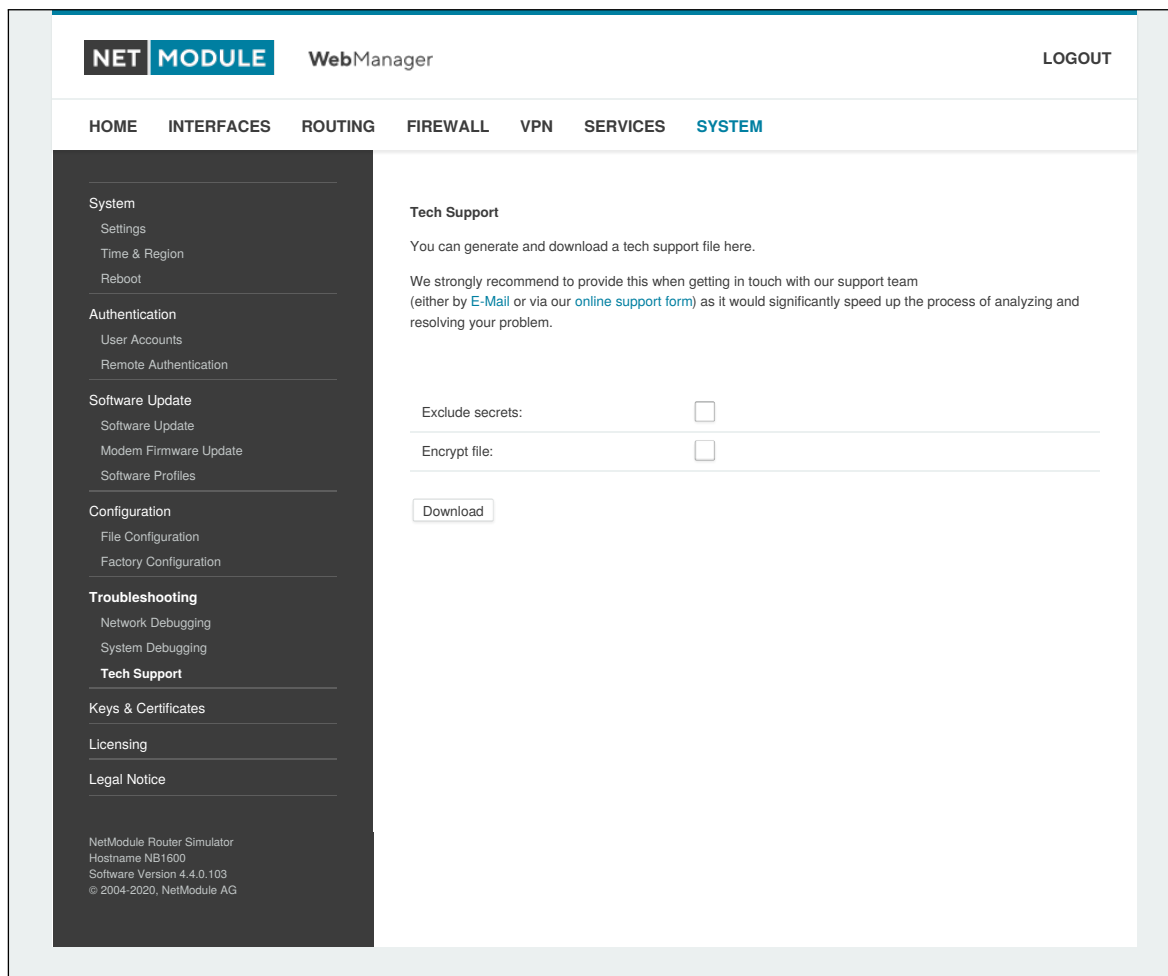 NET MODULE WebManager LOGOUT
HOME INTERFACES ROUTING FIREWALL VPN SERVICES SYSTEM
System
Settings
Time & Region
Reboot
Authentication
User Accounts
Remote Authentication
Software Update
Software Update
Modem Firmware Update
Software Profiles
Configuration
File Configuration
Factory Configuration
Troubleshooting
Network Debugging
System Debugging
Tech Support
Keys & Certificates
Licensing
Legal Notice
NetModule Router Simulator
Hostname NB1600
Software Version 4.4.0.103
© 2004-2020, NetModule AG
Tech Support
You can generate and download a tech support file here.
We strongly recommend to provide this when getting in touch with our support team
(either by E-Mail or via our online support form) as it would significantly speed up the process of analyzing and
resolving your problem.
Exclude secrets:
Encrypt file:
Download